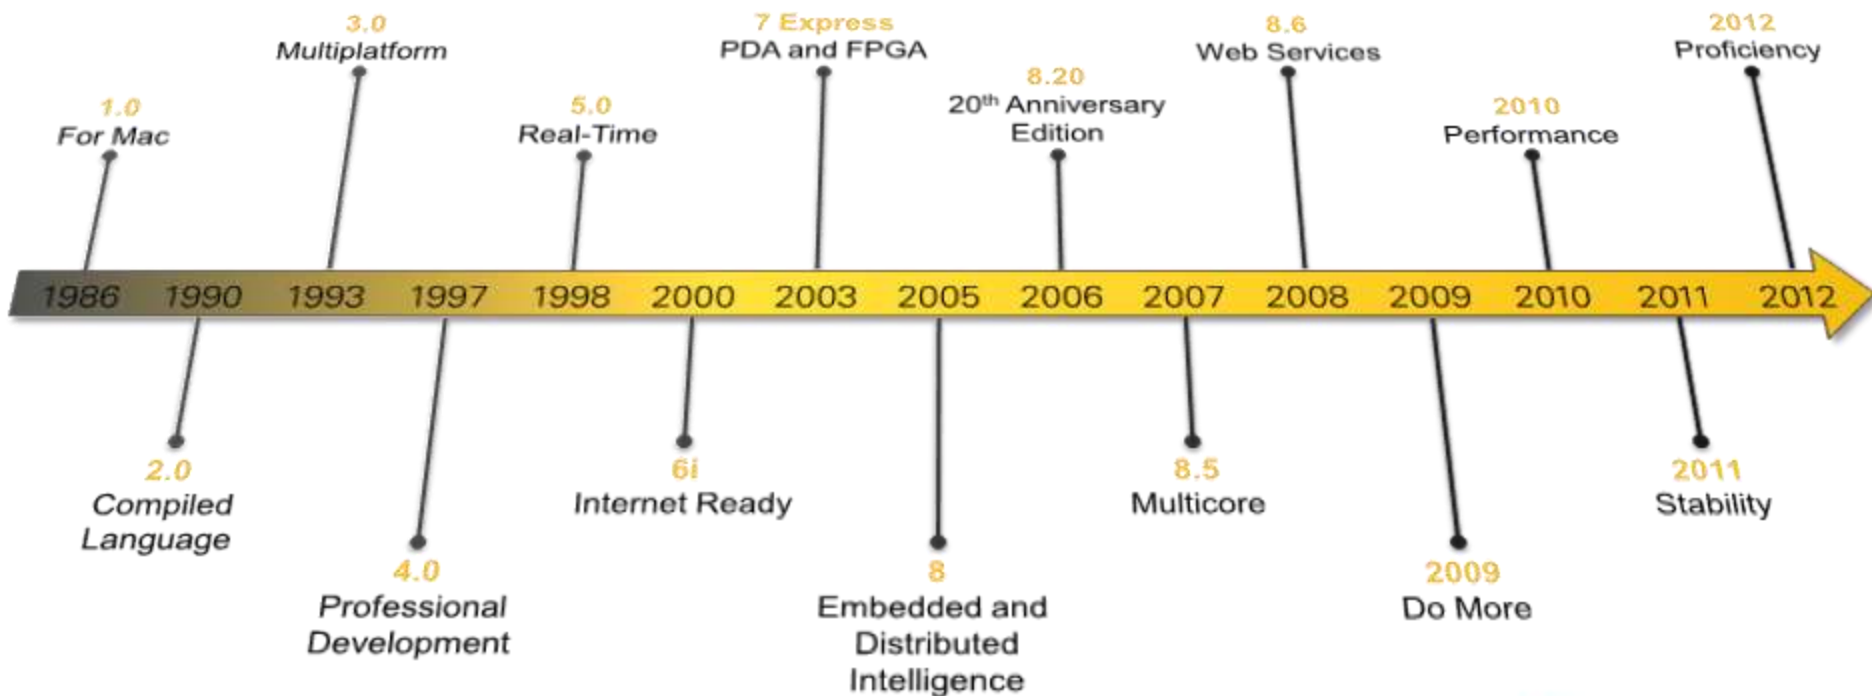 3.0
Multiplatform
7 Express
PDA and FPGA
8.6
Web Services
2012
Proficiency
1.0
For Mac
5.0
Real-Time
8.20
20th Anniversary
Edition
2010
Performance
1986 1990 1993 1997 1998 2000 2003 2005 2006 2007 2008 2009 2010 2011 2012
2.0
Compiled
Language
6i
Internet Ready
8.5
Multicore
2011
Stability
4.0
Professional
Development
8
Embedded and
Distributed
Intelligence
2009
Do More